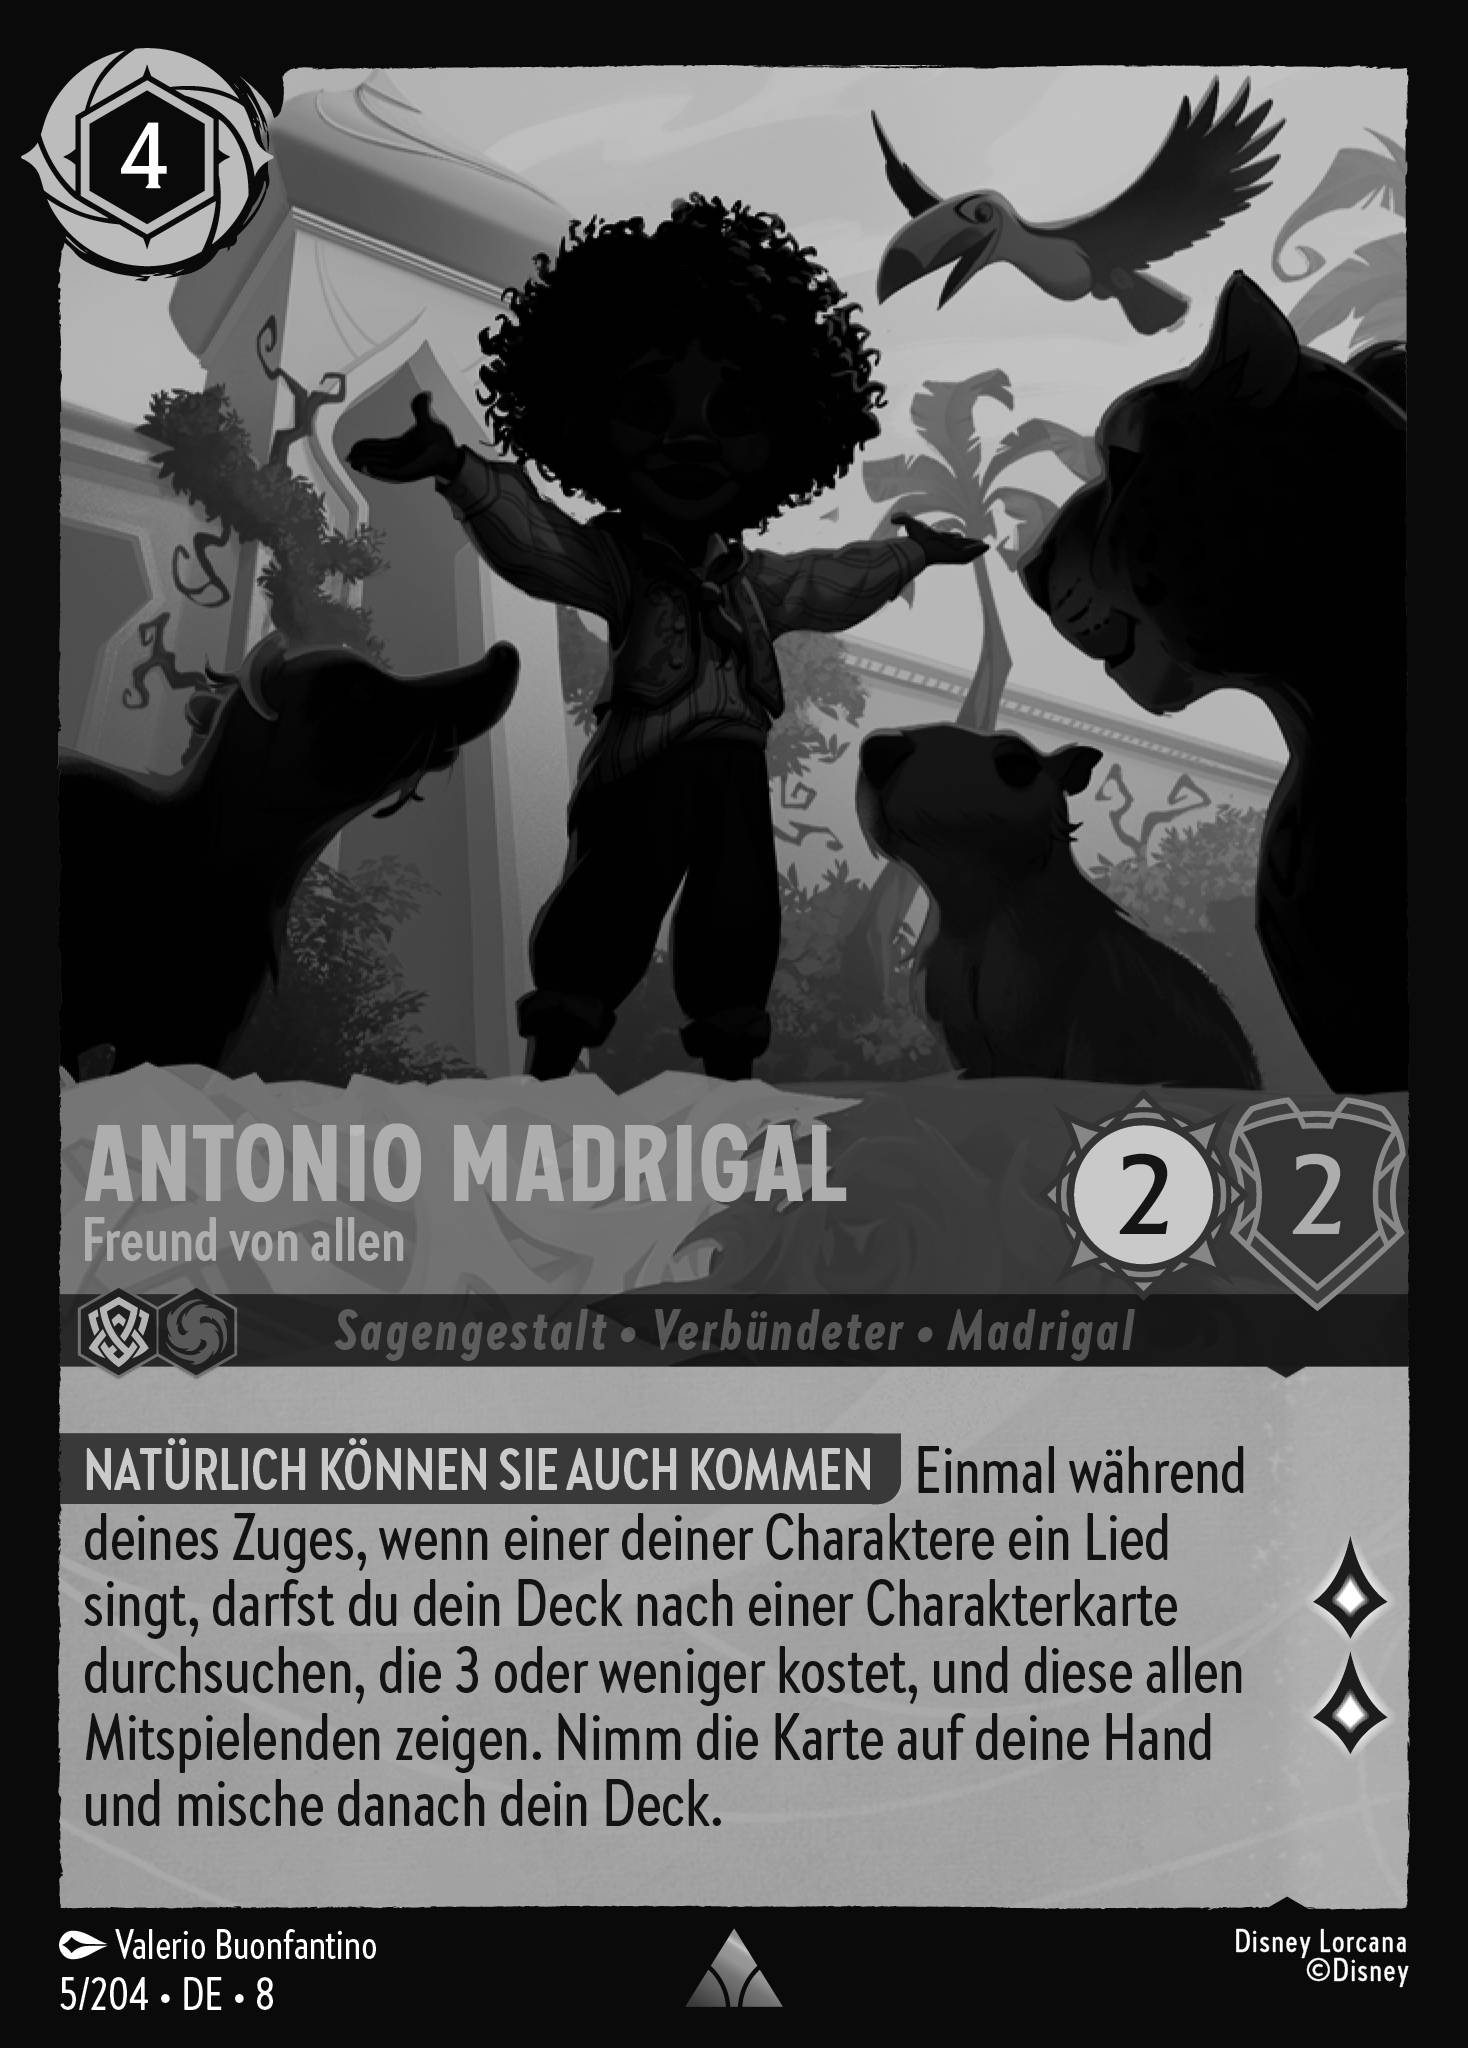 4
ANTONIO MADRIGAL
Freund von allen
2
2
Sagengestalt • Verbündeter • Madrigal
NATÜRLICH KÖNNEN SIE AUCH KOMMEN Einmal während
deines Zuges, wenn einer deiner Charaktere ein Lied
singt, darfst du dein Deck nach einer Charakterkarte
durchsuchen, die 3 oder weniger kostet, und diese allen
Mitspielenden zeigen. Nimm die Karte auf deine Hand
und mische danach dein Deck.
Valerio Buonfantino
5/204 • DE • 8
Disney Lorcana
©Disney